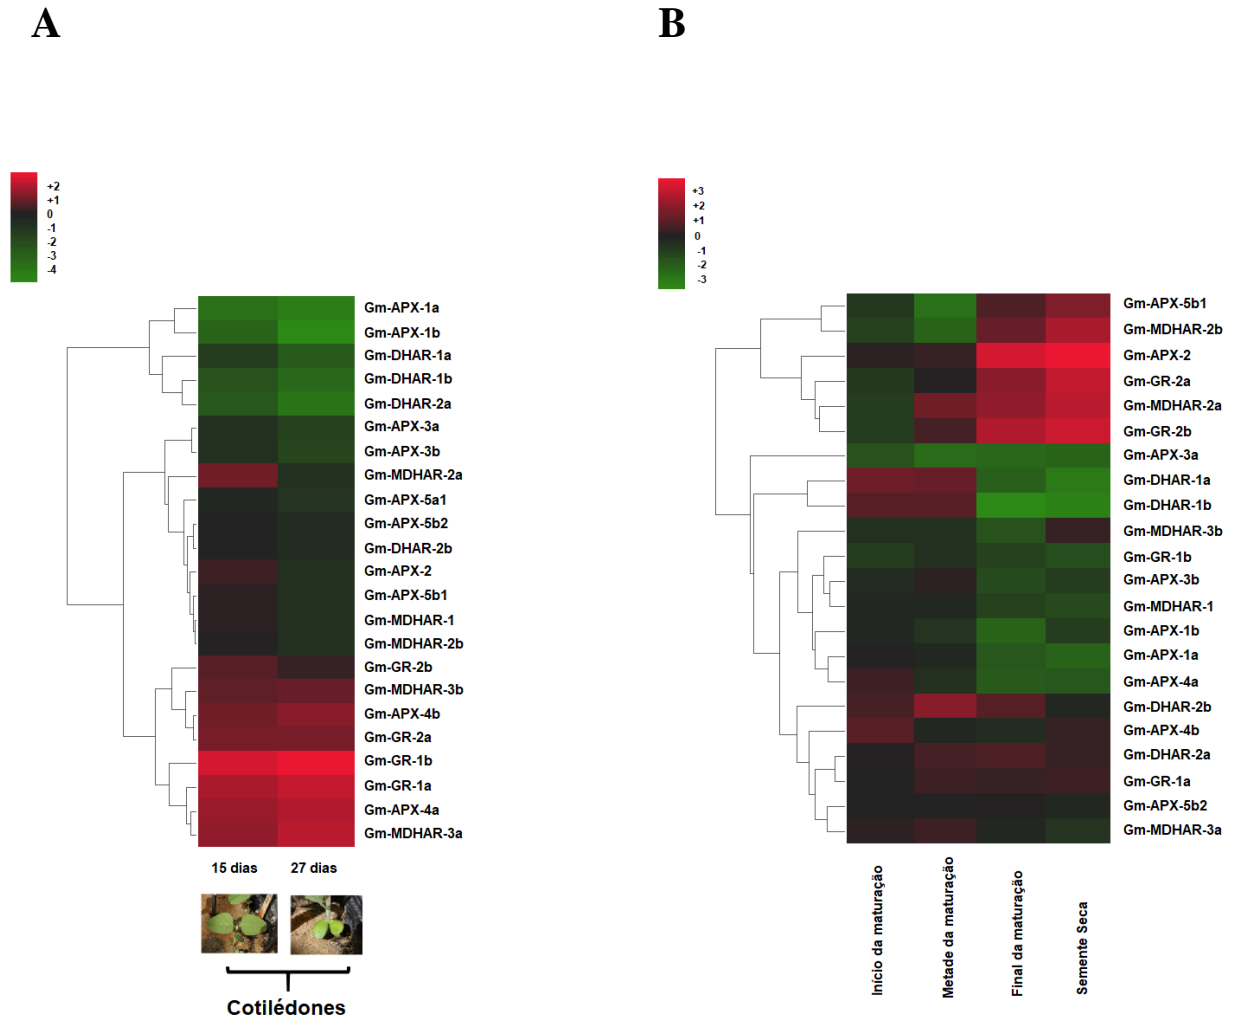 A
B
+2
+1
0
-1
-2
-3
-4
Gm-APX-1a
Gm-APX-1b
Gm-DHAR-1a
Gm-DHAR-1b
Gm-DHAR-2a
Gm-APX-3a
Gm-APX-3b
Gm-MDHAR-2a
Gm-APX-5a1
Gm-APX-5b2
Gm-DHAR-2b
Gm-APX-2
Gm-APX-5b1
Gm-MDHAR-1
Gm-MDHAR-2b
Gm-GR-2b
Gm-MDHAR-3b
Gm-APX-4b
Gm-GR-2a
Gm-GR-1b
Gm-GR-1a
Gm-APX-4a
Gm-MDHAR-3a
15 dias 27 dias
Cotilédones
+3
+2
+1
0
-1
-2
-3
Gm-APX-5b1
Gm-MDHAR-2b
Gm-APX-2
Gm-GR-2a
Gm-MDHAR-2a
Gm-GR-2b
Gm-APX-3a
Gm-DHAR-1a
Gm-DHAR-1b
Gm-MDHAR-3b
Gm-GR-1b
Gm-APX-3b
Gm-MDHAR-1
Gm-APX-1b
Gm-APX-1a
Gm-APX-4a
Gm-DHAR-2b
Gm-APX-4b
Gm-DHAR-2a
Gm-GR-1a
Gm-APX-5b2
Gm-MDHAR-3a
Início da maturação
Metade da maturação
Final da maturação
Semente Seca